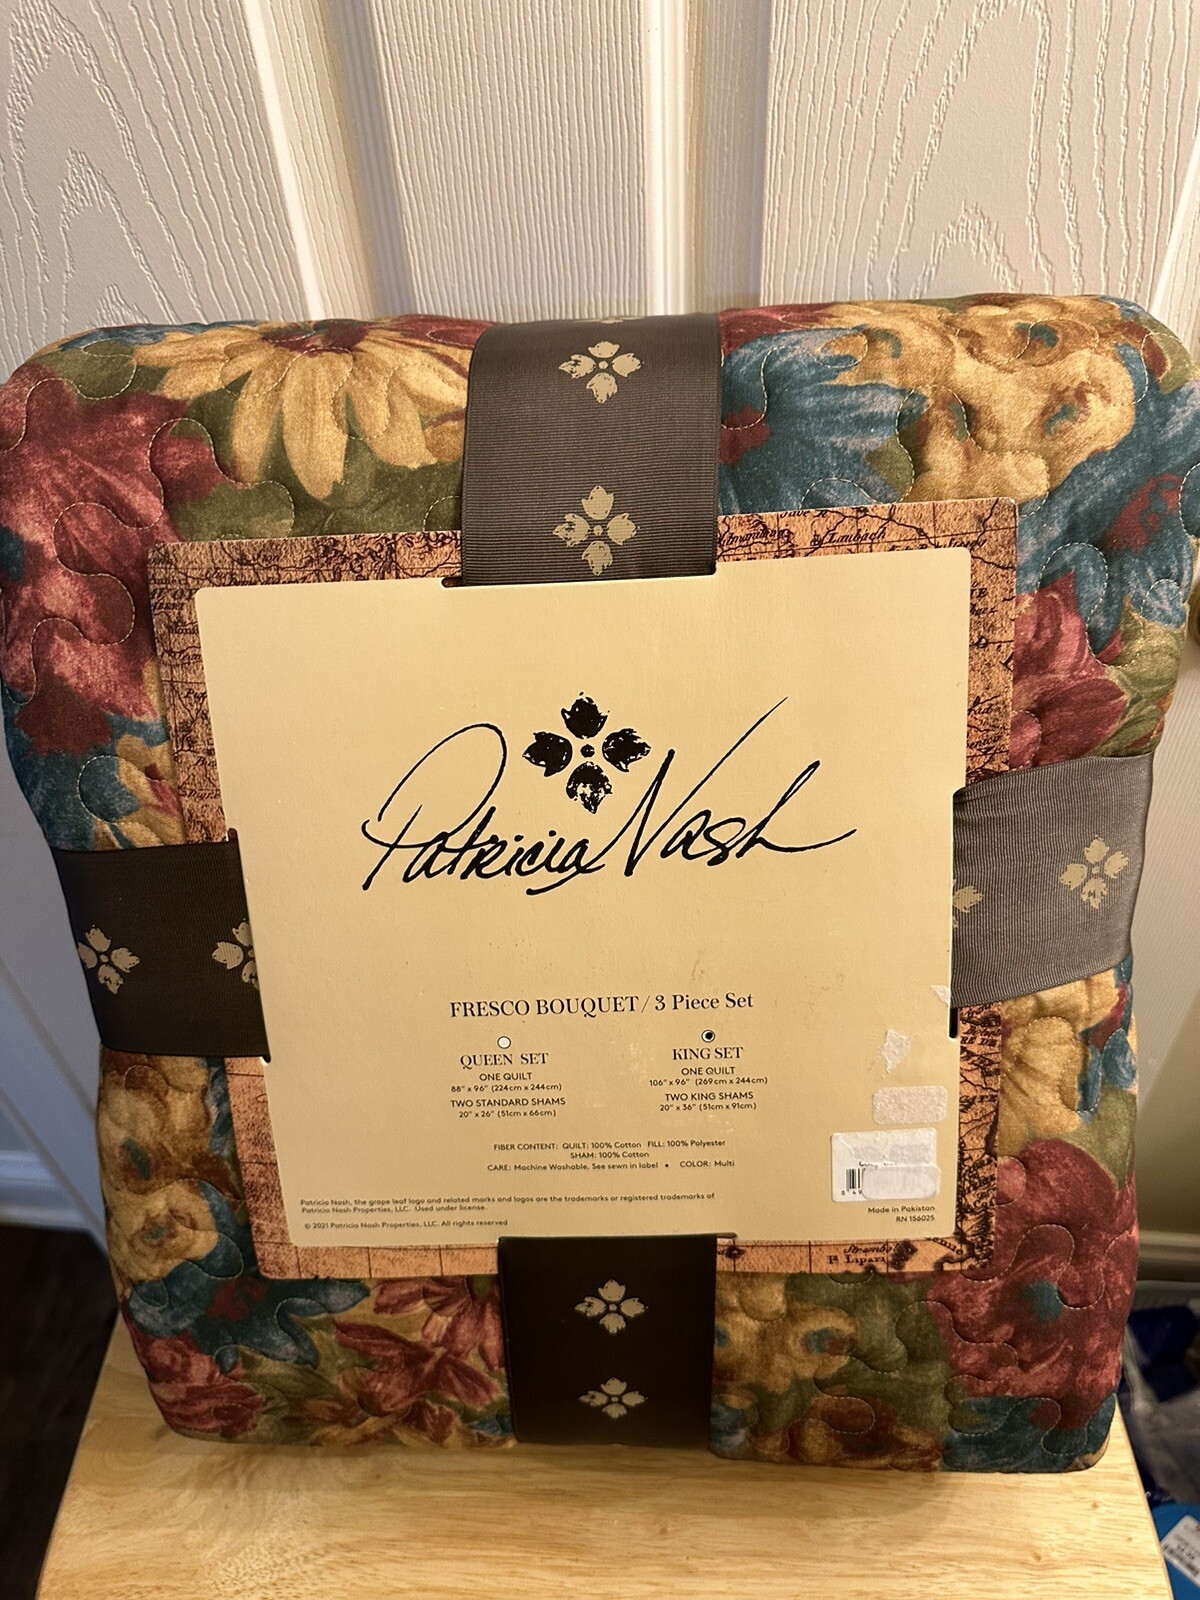 Patricia Nash
FRESCO BOUQUET / 3 Piece Set
QUEEN SET
ONE QUILT
88" x 96" (224cm x 244cm)
TWO STANDARD SHAMS
20" x 26" (51cm x 66cm)
KING SET
ONE QUILT
106" x 96" (269cm x 244cm)
TWO KING SHAMS
20" x 36" (51cm x 91cm)
FIBER CONTENT: QUILT: 100% Cotton FILL: 100% Polyester
SHAM: 100% Cotton
CARE: Machine Washable, See sewn in label • COLOR: Multi
Patricia Nash, the grape leaf logo and related marks and logos are the trademarks or registered trademarks of
Patricia Nash Properties, LLC. Used under license.
© 2021 Patricia Nash Properties, LLC. All rights reserved
Made in Pakistan
RN 156025
Laubach
Lipari